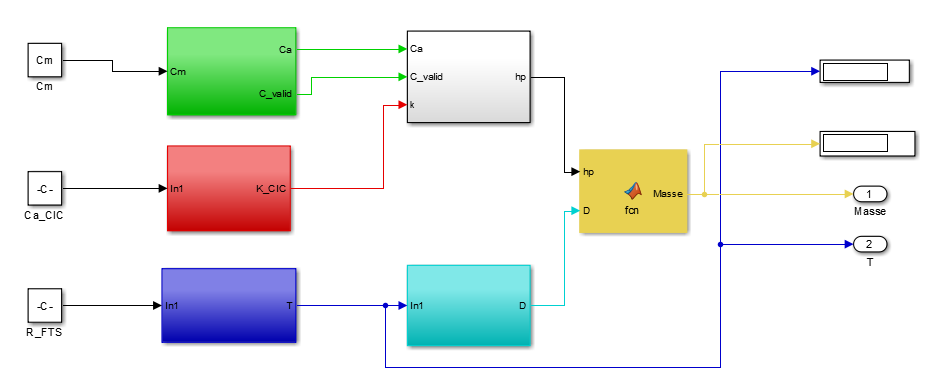 Cm
Cm
Cm
Ca
C_valid
Ca
C_valid
k
hp
-C-
Ca_CIC
In1
K_CIC
hp
D
Masse
fcn
1
Masse
2
T
-C-
R_FTS
In1
T
In1
D